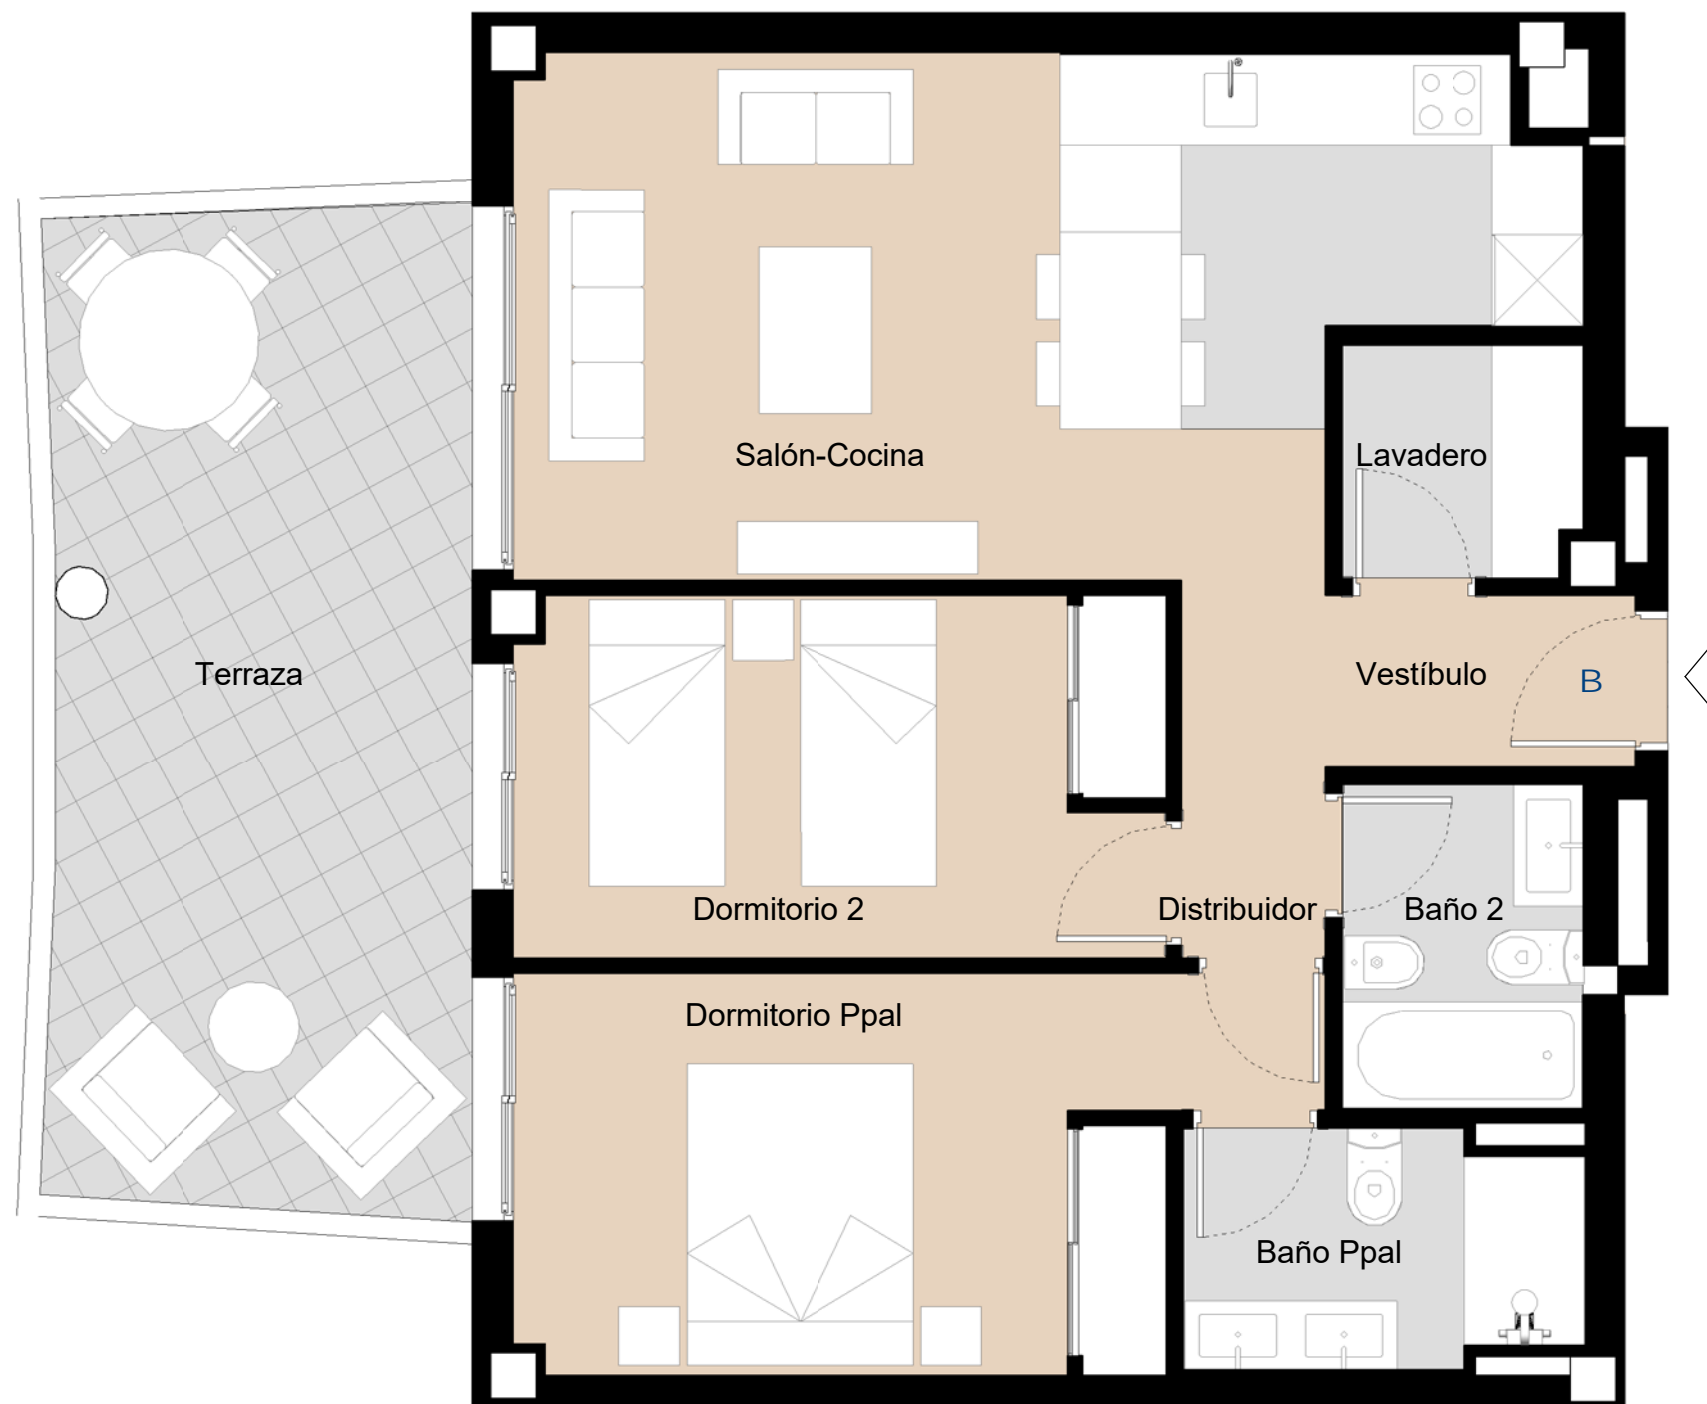 Salón-Cocina
Lavadero
Terraza
Vestíbulo
B
Dormitorio 2
Distribuidor
Baño 2
Dormitorio Ppal
Baño Ppal